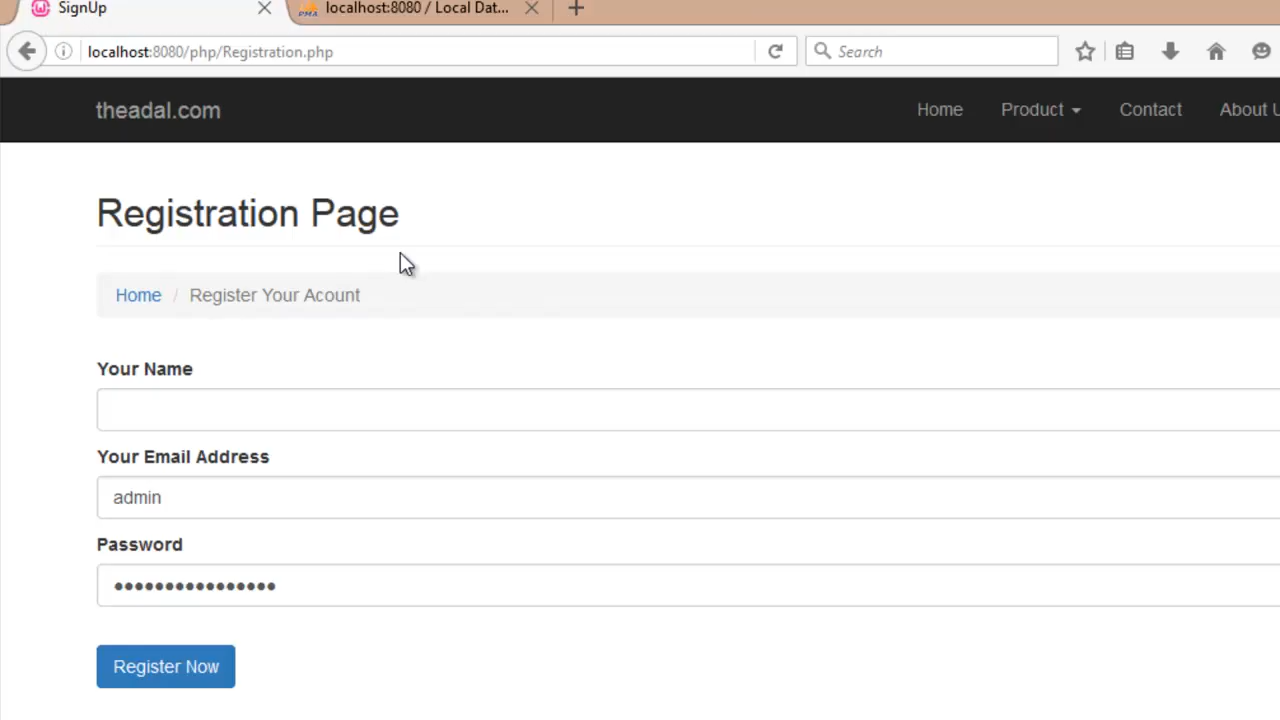 SignUp
localhost:8080 / Local Dat...
localhost:8080/php/Registration.php
Search
theadal.com
Home
Product
Contact
About U
Registration Page
Home / Register Your Acount
Your Name
Your Email Address
admin
Password
Register Now